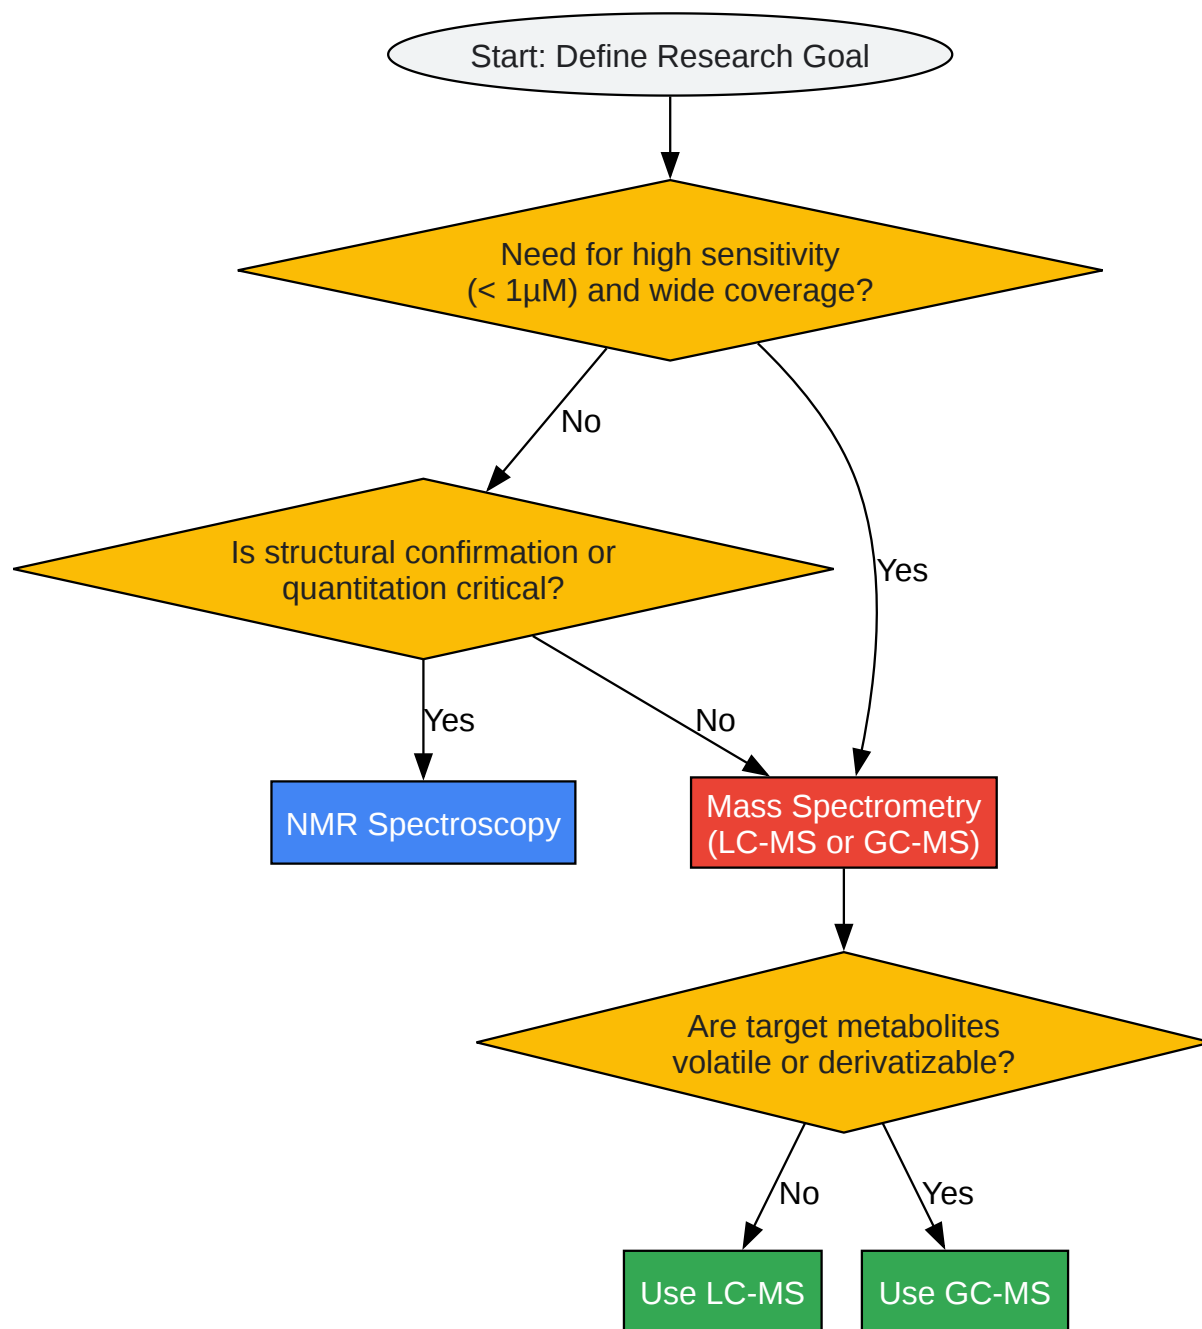 Start: Define Research Goal
Need for high sensitivity
(< 1µM) and wide coverage?
No
Yes
Is structural confirmation or
quantitation critical?
Yes
No
NMR Spectroscopy
Mass Spectrometry
(LC-MS or GC-MS)
Are target metabolites
volatile or derivatizable?
No
Yes
Use LC-MS
Use GC-MS